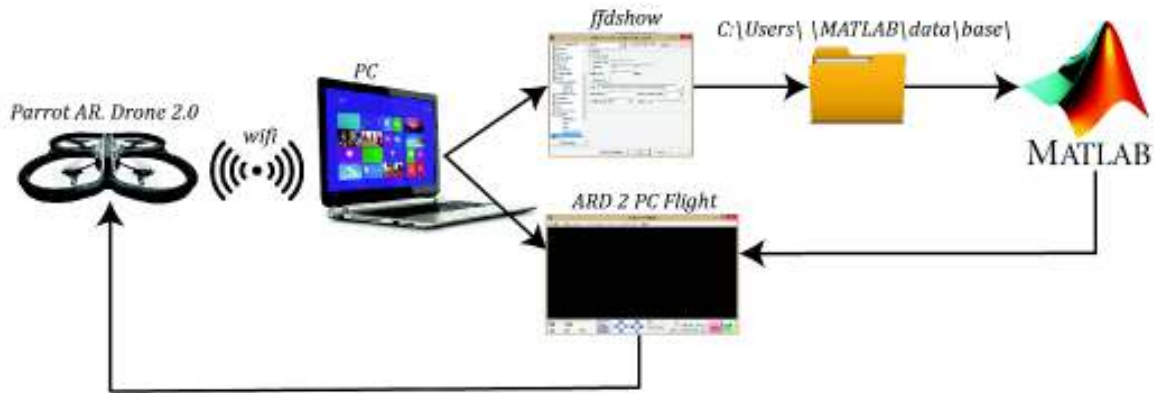 ffdshow
C:\Users\ \MATLAB\data\base\
PC
Parrot AR. Drone 2.0
wifi
MATLAB
ARD 2 PC Flight